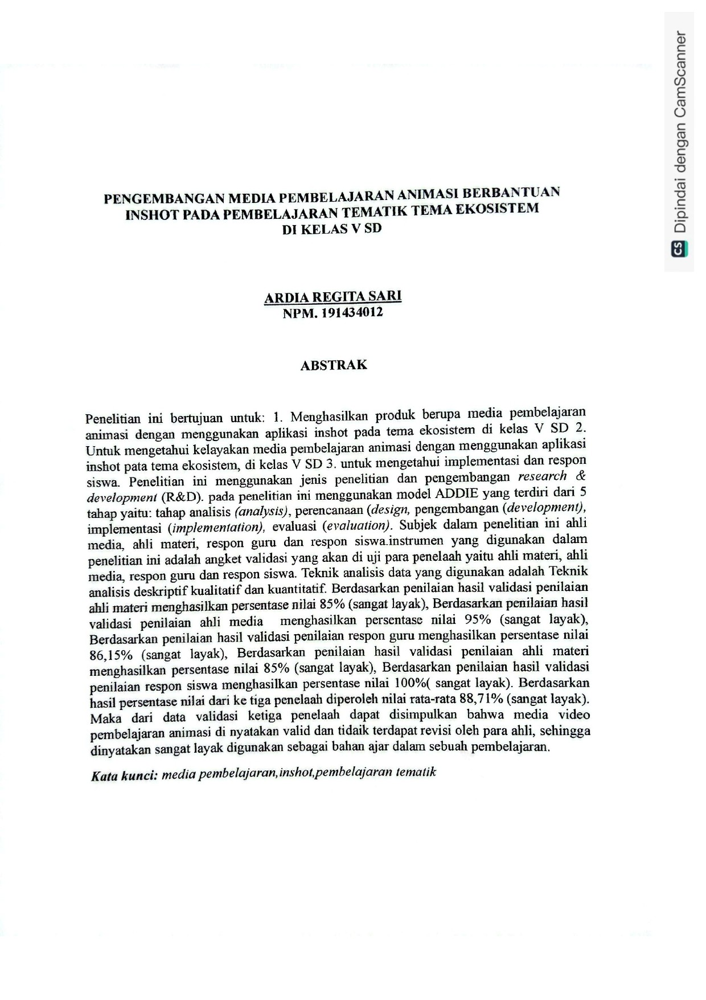 PENGEMBANGAN MEDIA PEMBELAJARAN ANIMASI BERBANTUAN
INSHOT PADA PEMBELAJARAN TEMATIK TEMA EKOSISTEM
DI KELAS V SD
ARDIA REGITA SARI
NPM. 191434012
ABSTRAK
Penelitian ini bertujuan untuk: 1. Menghasilkan produk berupa media pembelajaran
animasi dengan menggunakan aplikasi inshot pada tema ekosistem di kelas V SD 2.
Untuk mengetahui kelayakan media pembelajaran animasi dengan menggunakan aplikasi
inshot pata tema ekosistem, di kelas V SD 3. untuk mengetahui implementasi dan respon
siswa. Penelitian ini menggunakan jenis penelitian dan pengembangan research &
development (R&D). pada penelitian ini menggunakan model ADDIE yang terdiri dari 5
tahap yaitu: tahap analisis (analysis), perencanaan (design, pengembangan (development),
implementasi (implementation), evaluasi (evaluation). Subjek dalam penelitian ini ahli
media, ahli materi, respon guru dan respon siswa.instrumen yang digunakan dalam
penelitian ini adalah angket validasi yang akan di uji para penelaah yaitu ahli materi, ahli
media, respon guru dan respon siswa. Teknik analisis data yang digunakan adalah Teknik
analisis deskriptif kualitatif dan kuantitatif. Berdasarkan penilaian hasil validasi penilaian
ahli materi menghasilkan persentase nilai 85% (sangat layak), Berdasarkan penilaian hasil
validasi penilaian ahli media menghasilkan persentase nilai 95% (sangat layak),
Berdasarkan penilaian hasil validasi penilaian respon guru menghasilkan persentase nilai
86,15% (sangat layak), Berdasarkan penilaian hasil validasi penilaian ahli materi
menghasilkan persentase nilai 85% (sangat layak), Berdasarkan penilaian hasil validasi
penilaian respon siswa menghasilkan persentase nilai 100%( sangat layak). Berdasarkan
hasil persentase nilai dari ke tiga penelaah diperoleh nilai rata-rata 88,71% (sangat layak).
Maka dari data validasi ketiga penelaah dapat disimpulkan bahwa media video
pembelajaran animasi di nyatakan valid dan tidaik terdapat revisi oleh para ahli, sehingga
dinyatakan sangat layak digunakan sebagai bahan ajar dalam sebuah pembelajaran.
Kata kunci: media pembelajaran,inshot,pembelajaran tematik
CS Dipindai dengan CamScanner